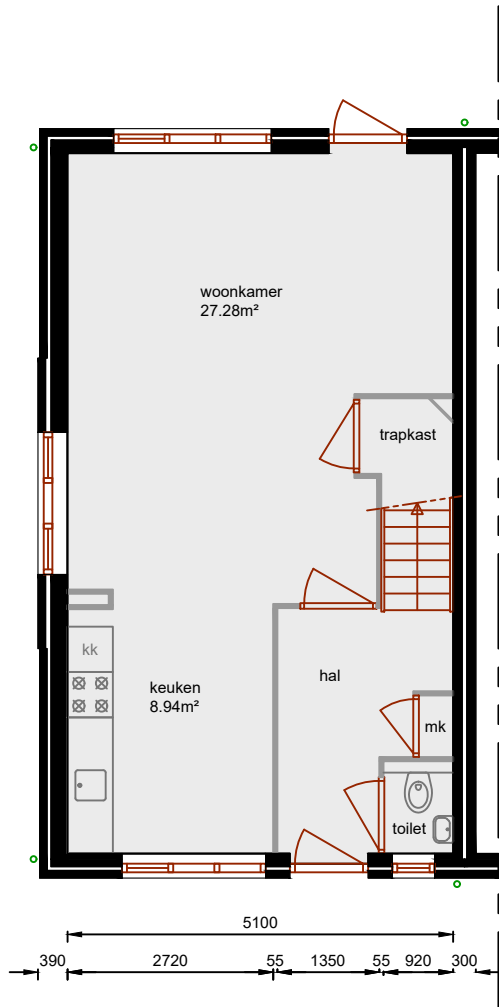 woonkamer
27.28m²
trapkast
kk
hal
keuken
8.94m²
mk
toilet
5100
390 2720 55 1350 55 920 300